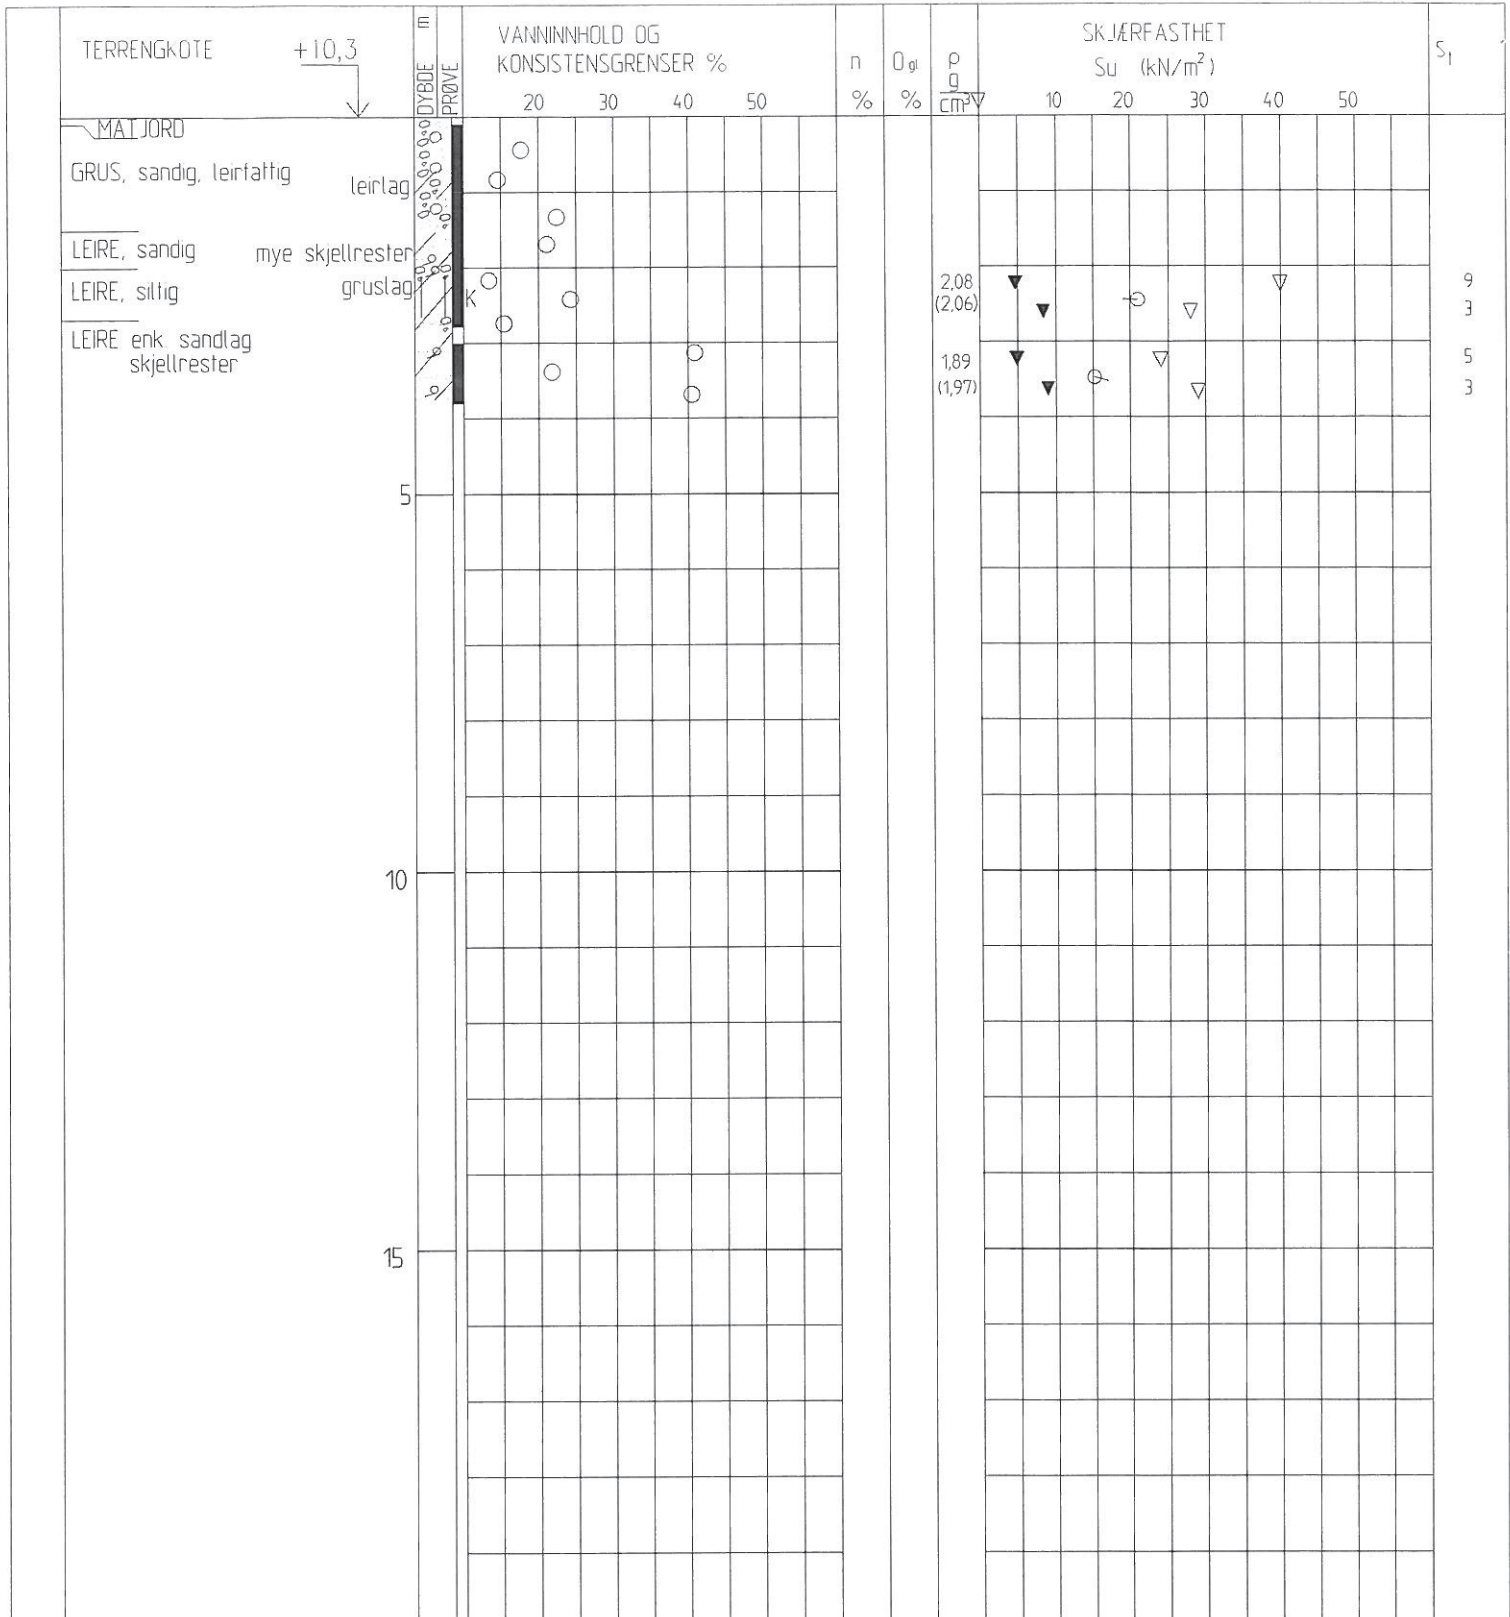 TERRENGKOTE +10,3
m
DYBDE
PRØVE
VANNINNHOLD OG
KONSISTENSGRENSER %
20 30 40 50
n
%
O gl
%
ρ
g
cm³
SKJÆRFASTHET
Su (kN/m²)
10 20 30 40 50
St
MATJORD
GRUS, sandig, leirfattig
leirlag
LEIRE, sandig mye skjellrester
LEIRE, siltig gruslag
K
LEIRE enk. sandlag
skjellrester
2,08 9
(2,06) 3
1,89 5
(1,97) 3
5
10
15